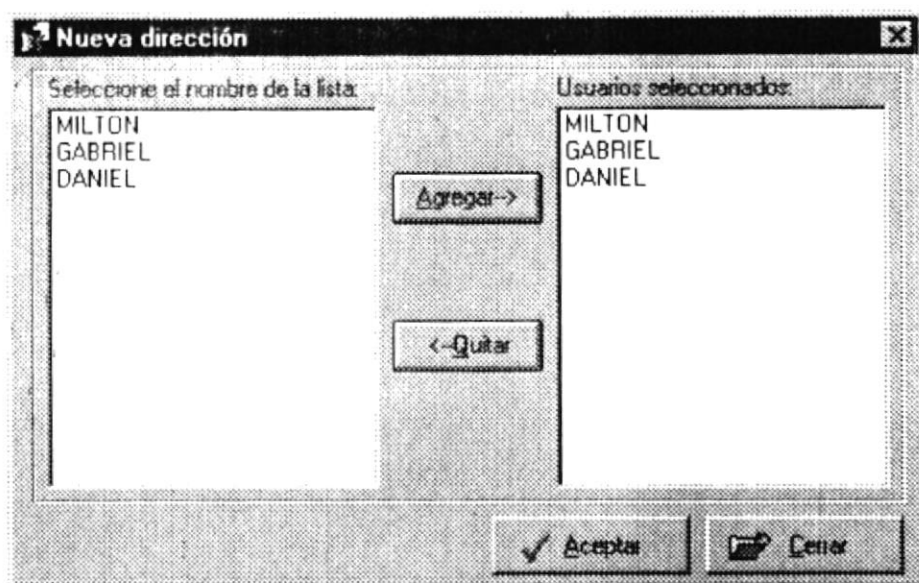 Nueva dirección
Seleccione el nombre de la lista:
MILTON
GABRIEL
DANIEL
Agregar-->
<--Quitar
Usuarios seleccionados:
MILTON
GABRIEL
DANIEL
Aceptar
Cerrar